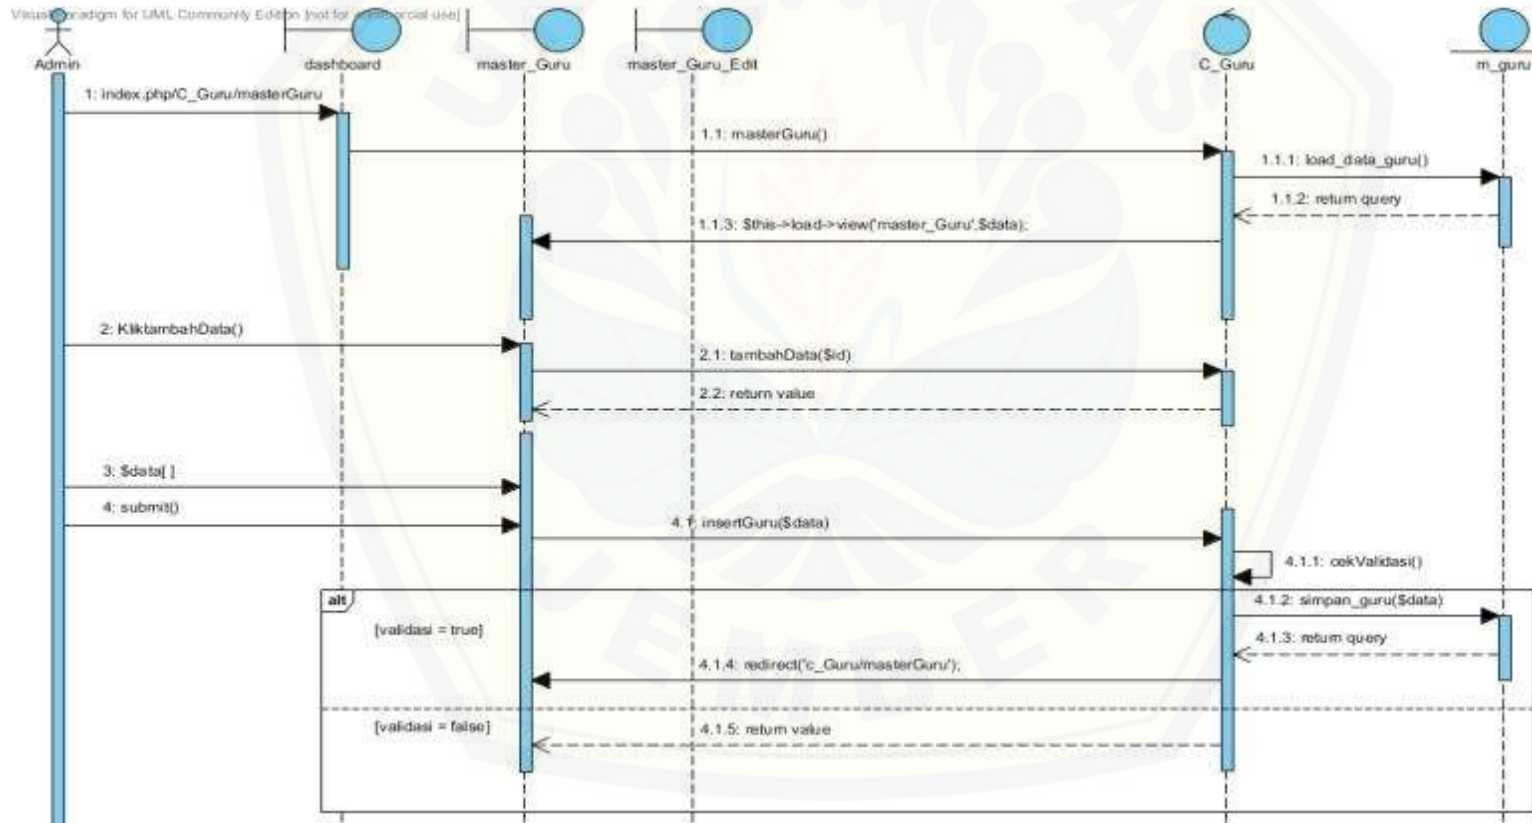 Visual Paradigm for UML Community Edition [not for commercial use]
Admin
dashboard
master_Guru
master_Guru_Edit
C_Guru
m_guru
1: index.php/C_Guru/masterGuru
1.1: masterGuru()
1.1.1: load_data_guru()
1.1.2: return query
1.1.3: $this->load->view('master_Guru',$data);
2: KliktambahData()
2.1: tambahData($id)
2.2: return value
3: $data[ ]
4: submit()
4.1: insertGuru($data)
4.1.1: cekValidasi()
alt
4.1.2: simpan_guru($data)
[validasi = true]
4.1.3: return query
4.1.4: redirect('c_Guru/masterGuru');
[validasi = false]
4.1.5: return value
JEMBER